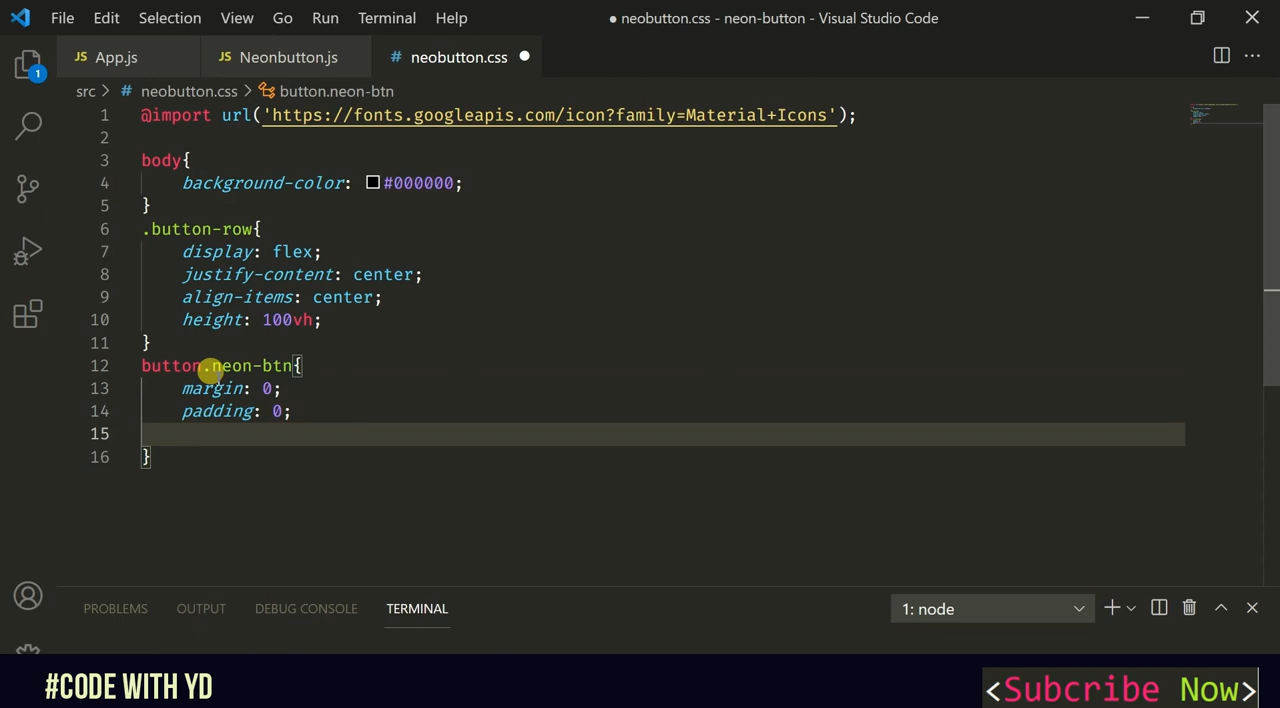 File Edit Selection View Go Run Terminal Help ● neobutton.css - neon-button - Visual Studio Code
JS App.js JS Neonbutton.js # neobutton.css ●
1
src > # neobutton.css > button.neon-btn
1 @import url('https://fonts.googleapis.com/icon?family=Material+Icons');
2
3 body{
4 background-color: #000000;
5 }
6 .button-row{
7 display: flex;
8 justify-content: center;
9 align-items: center;
10 height: 100vh;
11 }
12 button.neon-btn{
13 margin: 0;
14 padding: 0;
15
16 }
PROBLEMS OUTPUT DEBUG CONSOLE TERMINAL 1: node
#CODE WITH YD
<Subcribe Now>